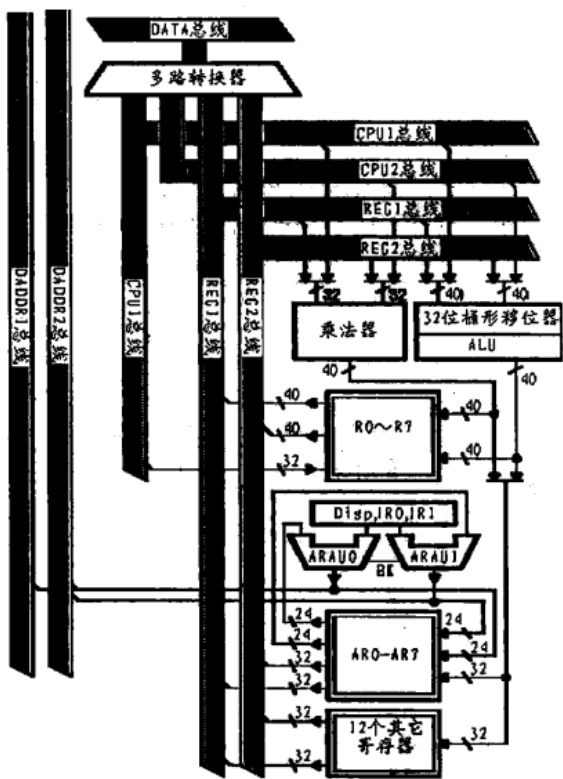 DATA总线
多路转换器
CPU1总线
CPU2总线
REG1总线
REG2总线
DADDR1总线
DADDR2总线
CPU1总线
REG1总线
REG2总线
32
32
40
40
乘法器
32位桶形移位器
ALU
40
40
40
40
32
R0～R7
40
40
Disp,IR0,IR1
ARAU0
BK
ARAU1
24
24
32
32
AR0-AR7
24
24
32
32
32
12个其它
寄存器
32